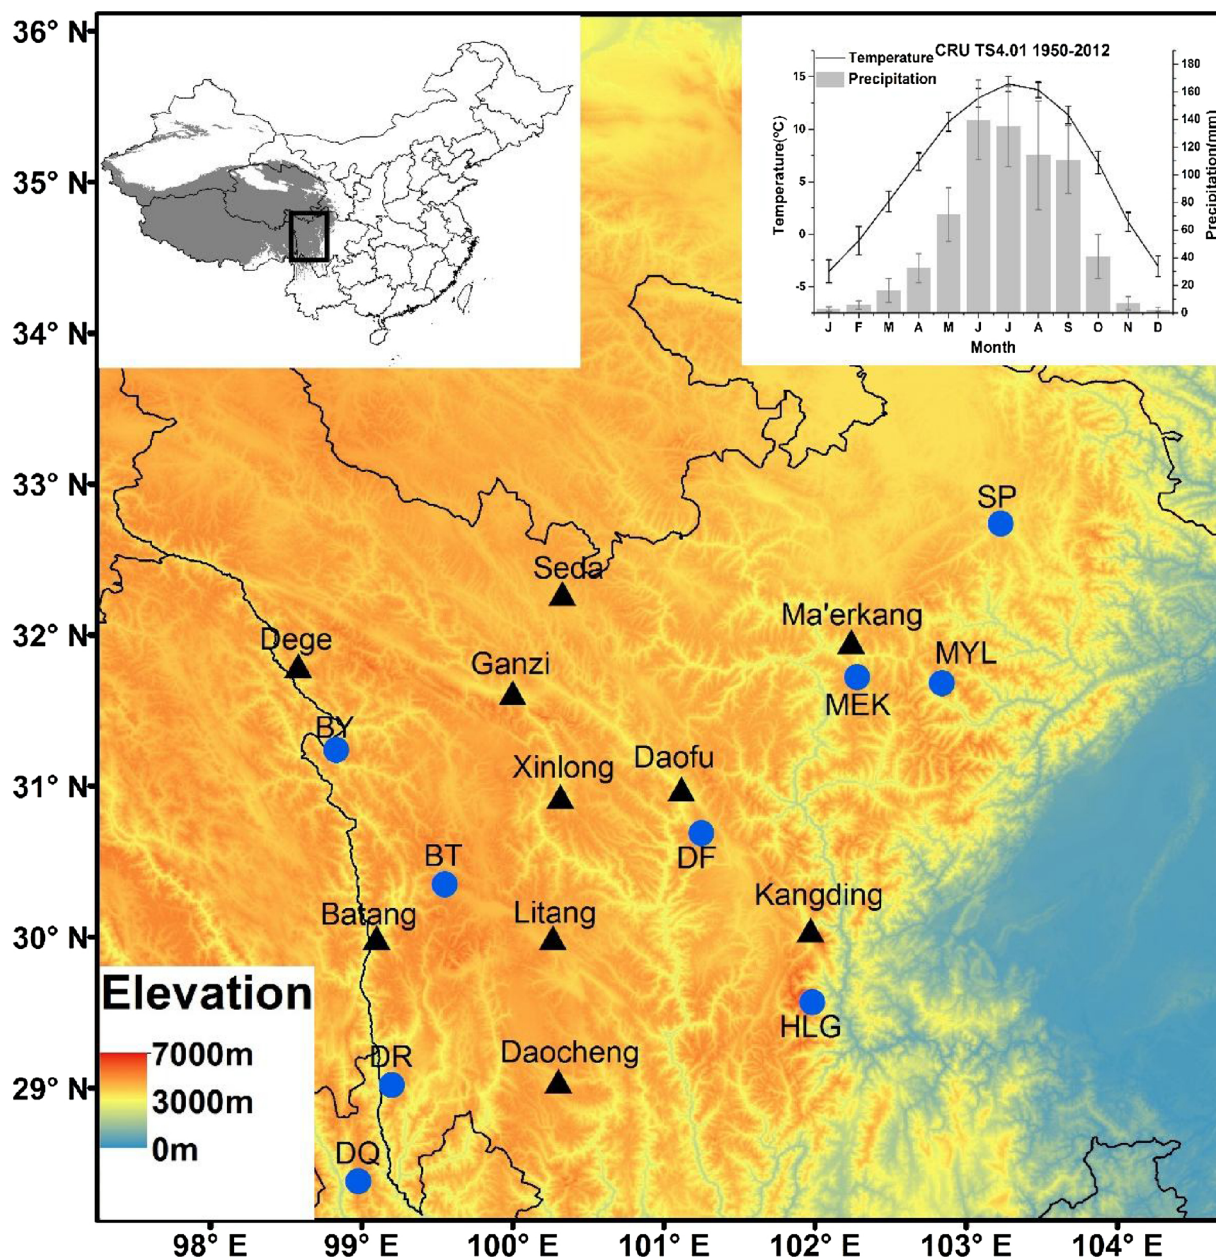 36° N
35° N
34° N
33° N
32° N
31° N
30° N
29° N
CRU TS4.01 1950-2012
Temperature
Precipitation
15
10
5
0
-5
Temperature(°C)
180
160
140
120
100
80
60
40
20
0
Precipitation(mm)
J F M A M J J A S O N D
Month
SP
Seda
Ma'erkang
Dege
MYL
Ganzi
MEK
BY
Daofu
Xinlong
BT
DF
Kangding
Batang
Litang
HLG
Daocheng
DR
DQ
Elevation
7000m
3000m
0m
98° E 99° E 100° E 101° E 102° E 103° E 104° E